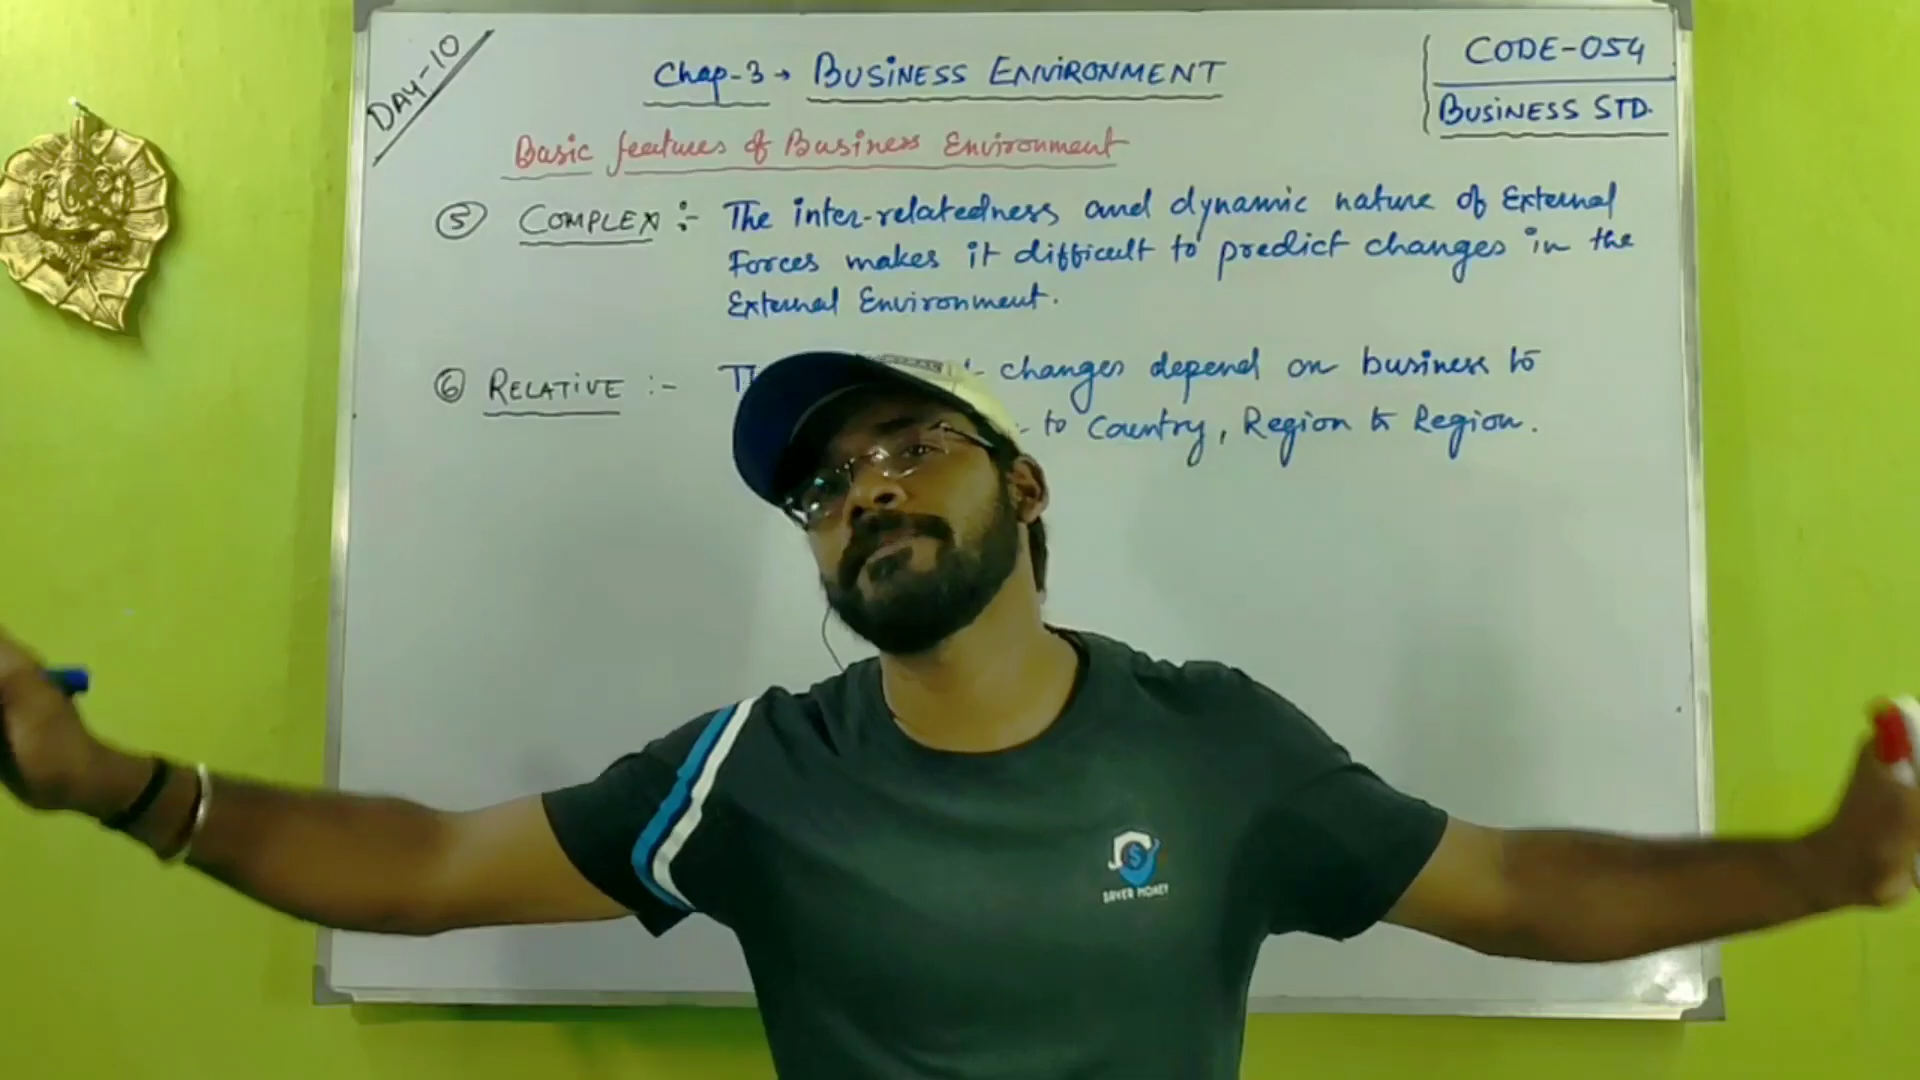 DAY-10
Chap-3 → BUSINESS ENVIRONMENT
CODE-054
BUSINESS STD.
Basic features of Business Environment
⑤ COMPLEX :- The inter-relatedness and dynamic nature of External
Forces makes it difficult to predict changes in the
External Environment.
⑥ RELATIVE :- changes depend on business to
to Country, Region to Region.
SAVER MONEY